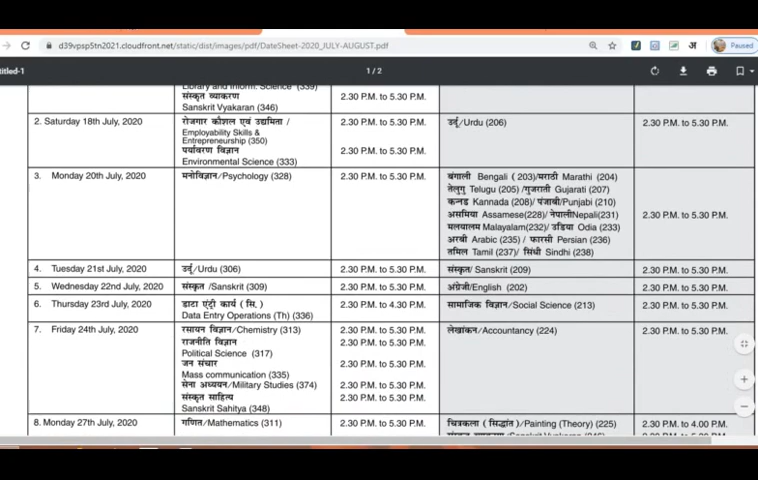 d39vpsp5tn2021.cloudfront.net/static/dist/images/pdf/DateSheet-2020_JULY-AUGUST.pdf
Paused
titled-1
1 / 2
Library and Inform. Science (339)
संस्कृत व्याकरण
Sanskrit Vyakaran (346)
2.30 P.M. to 5.30 P.M.
2. Saturday 18th July, 2020
रोजगार कौशल एवं उद्यमिता /
Employability Skills &
Entrepreneurship (350)
2.30 P.M. to 5.30 P.M.
पर्यावरण विज्ञान
Environmental Science (333)
2.30 P.M. to 5.30 P.M.
उर्दू/Urdu (206)
2.30 P.M. to 5.30 P.M.
3. Monday 20th July, 2020
मनोविज्ञान/Psychology (328)
2.30 P.M. to 5.30 P.M.
बंगाली Bengali (203)/मराठी Marathi (204)
तेलुगु Telugu (205) /गुजराती Gujarati (207)
कन्नड Kannada (208)/ पंजाबी/Punjabi (210)
असमिया Assamese(228)/ नेपालीNepali(231)
मलयालम Malayalam(232)/ उडिया Odia (233)
अरबी Arabic (235) / फारसी Persian (236)
तमिल Tamil (237)/ सिंधी Sindhi (238)
2.30 P.M. to 5.30 P.M.
4. Tuesday 21st July, 2020
उर्दू/Urdu (306)
2.30 P.M. to 5.30 P.M.
संस्कृत/ Sanskrit (209)
2.30 P.M. to 5.30 P.M.
5. Wednesday 22nd July, 2020
संस्कृत /Sanskrit (309)
2.30 P.M. to 5.30 P.M.
अंग्रेजी/English (202)
2.30 P.M. to 5.30 P.M.
6. Thursday 23rd July, 2020
डाटा एंट्री कार्य (सि.)
Data Entry Operations (Th) (336)
2.30 P.M. to 4.30 P.M.
सामाजिक विज्ञान/Social Science (213)
2.30 P.M. to 5.30 P.M.
7. Friday 24th July, 2020
रसायन विज्ञान/Chemistry (313)
2.30 P.M. to 5.30 P.M.
राजनीति विज्ञान
2.30 P.M. to 5.30 P.M.
Political Science (317)
जन संचार
2.30 P.M. to 5.30 P.M.
Mass communication (335)
सेना अध्ययन/Military Studies (374)
2.30 P.M. to 5.30 P.M.
संस्कृत साहित्य
2.30 P.M. to 5.30 P.M.
Sanskrit Sahitya (348)
लेखांकन/Accountancy (224)
2.30 P.M. to 5.30 P.M.
8. Monday 27th July, 2020
गणित/Mathematics (311)
2.30 P.M. to 5.30 P.M.
चित्रकला ( सिद्धांत)/Painting (Theory) (225)
2.30 P.M. to 4.00 P.M.